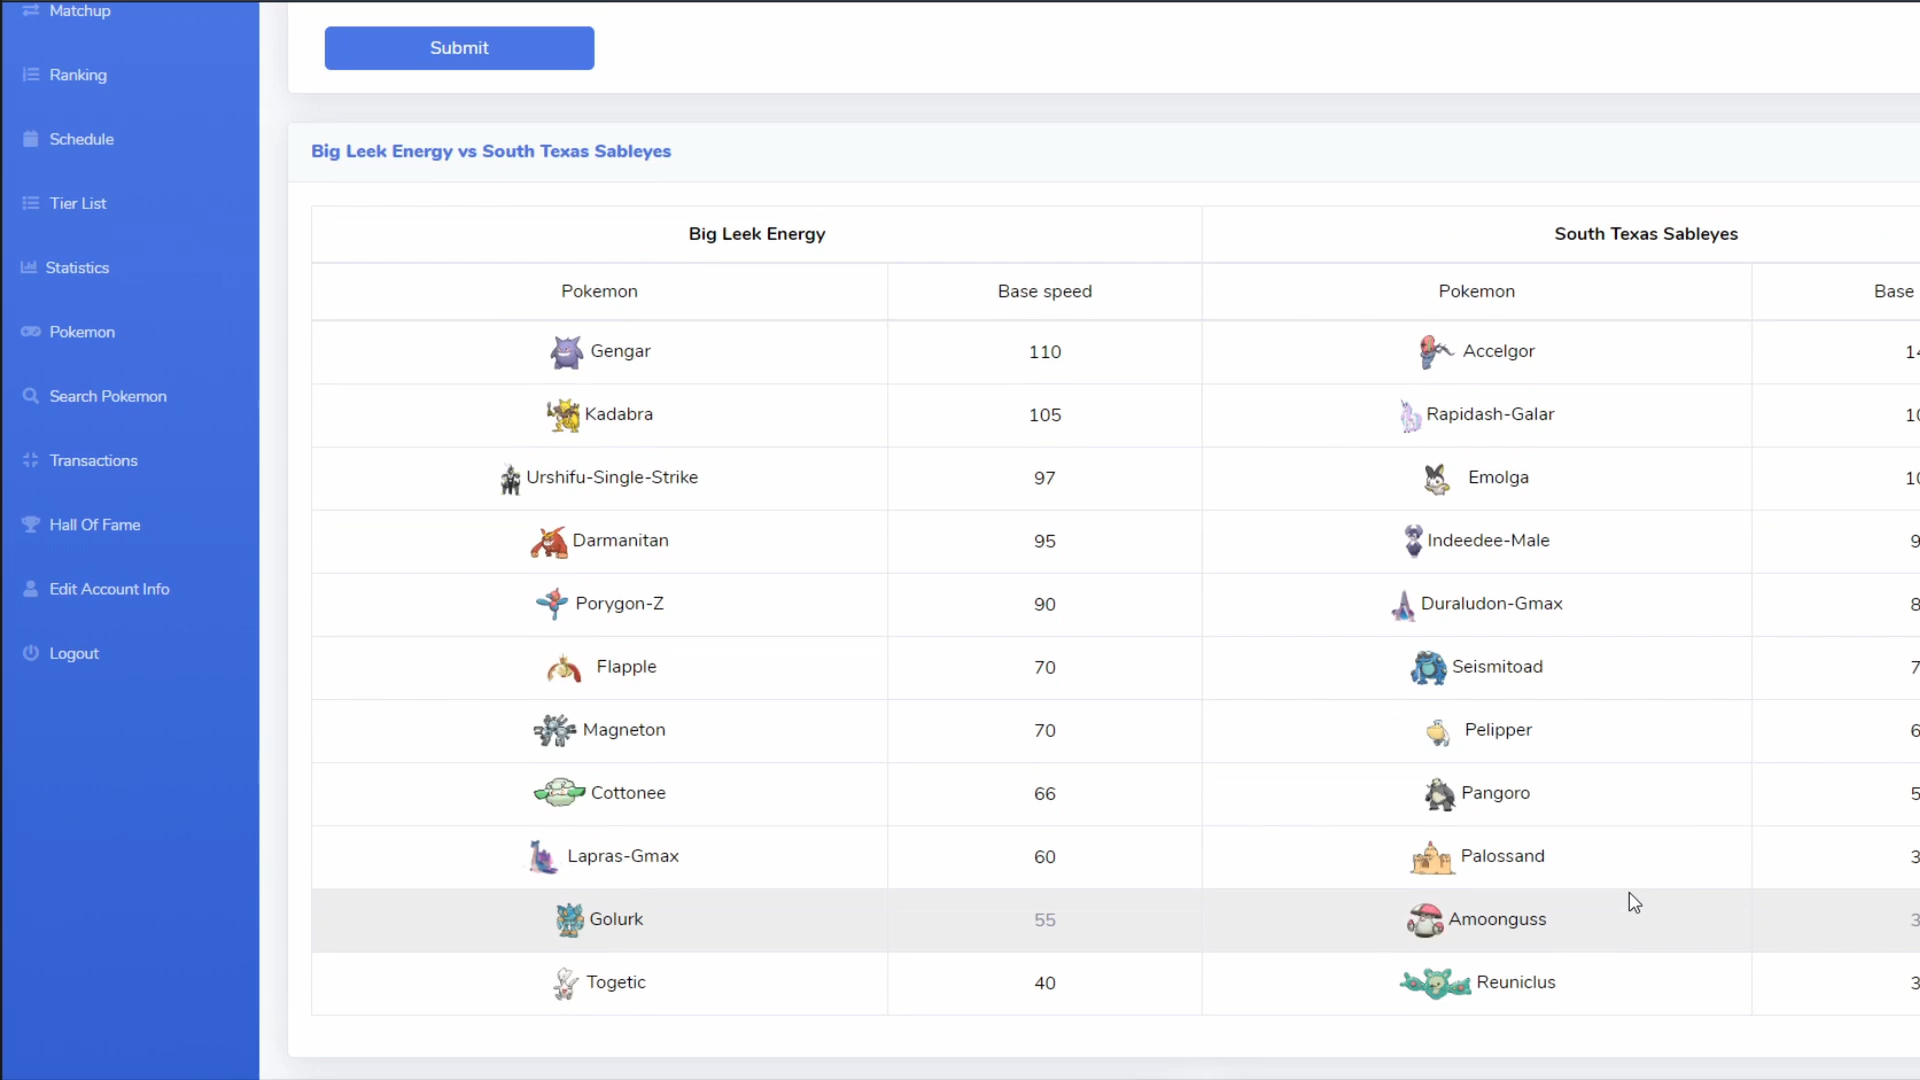 Matchup
Ranking
Schedule
Tier List
Statistics
Pokemon
Search Pokemon
Transactions
Hall Of Fame
Edit Account Info
Logout
Submit
Big Leek Energy vs South Texas Sableyes
Big Leek Energy South Texas Sableyes
Pokemon Base speed Pokemon Base
Gengar 110 Accelgor
Kadabra 105 Rapidash-Galar
Urshifu-Single-Strike 97 Emolga
Darmanitan 95 Indeedee-Male
Porygon-Z 90 Duraludon-Gmax
Flapple 70 Seismitoad
Magneton 70 Pelipper
Cottonee 66 Pangoro
Lapras-Gmax 60 Palossand
Golurk 55 Amoonguss
Togetic 40 Reuniclus